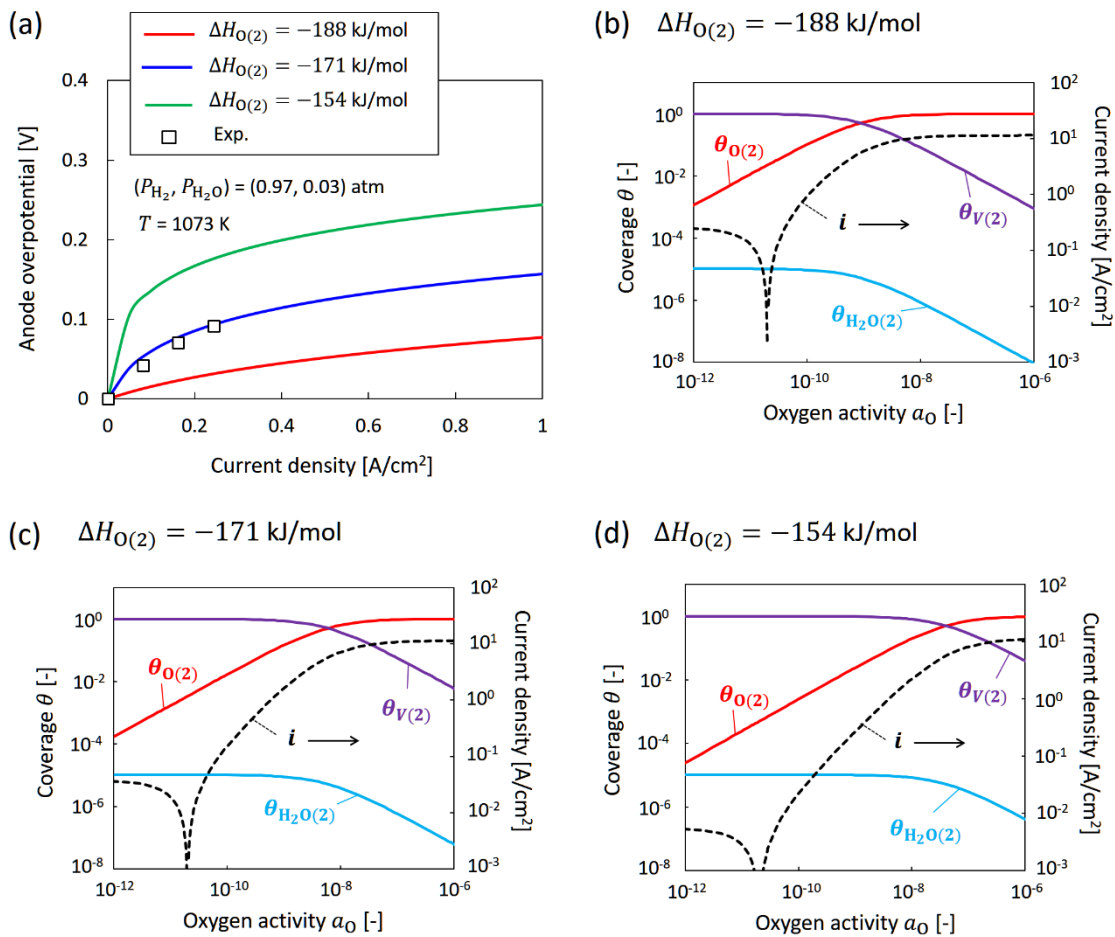 (a)
ΔH_O(2) = −188 kJ/mol
ΔH_O(2) = −171 kJ/mol
ΔH_O(2) = −154 kJ/mol
Exp.
(P_H₂, P_H₂O) = (0.97, 0.03) atm
T = 1073 K
0.4
0.3
0.2
0.1
0
Anode overpotential [V]
0 0.2 0.4 0.6 0.8 1
Current density [A/cm²]
(b) ΔH_O(2) = −188 kJ/mol
10⁰
10⁻²
10⁻⁴
10⁻⁶
10⁻⁸
Coverage θ [-]
θ_O(2)
θ_V(2)
i
θ_H₂O(2)
10²
10¹
10⁰
10⁻¹
10⁻²
10⁻³
Current density [A/cm²]
10⁻¹² 10⁻¹⁰ 10⁻⁸ 10⁻⁶
Oxygen activity a_O [-]
(c) ΔH_O(2) = −171 kJ/mol
10⁰
10⁻²
10⁻⁴
10⁻⁶
10⁻⁸
Coverage θ [-]
θ_O(2)
θ_V(2)
i
θ_H₂O(2)
10²
10¹
10⁰
10⁻¹
10⁻²
10⁻³
Current density [A/cm²]
10⁻¹² 10⁻¹⁰ 10⁻⁸ 10⁻⁶
Oxygen activity a_O [-]
(d) ΔH_O(2) = −154 kJ/mol
10⁰
10⁻²
10⁻⁴
10⁻⁶
10⁻⁸
Coverage θ [-]
θ_O(2)
i
θ_V(2)
θ_H₂O(2)
10²
10¹
10⁰
10⁻¹
10⁻²
10⁻³
Current density [A/cm²]
10⁻¹² 10⁻¹⁰ 10⁻⁸ 10⁻⁶
Oxygen activity a_O [-]